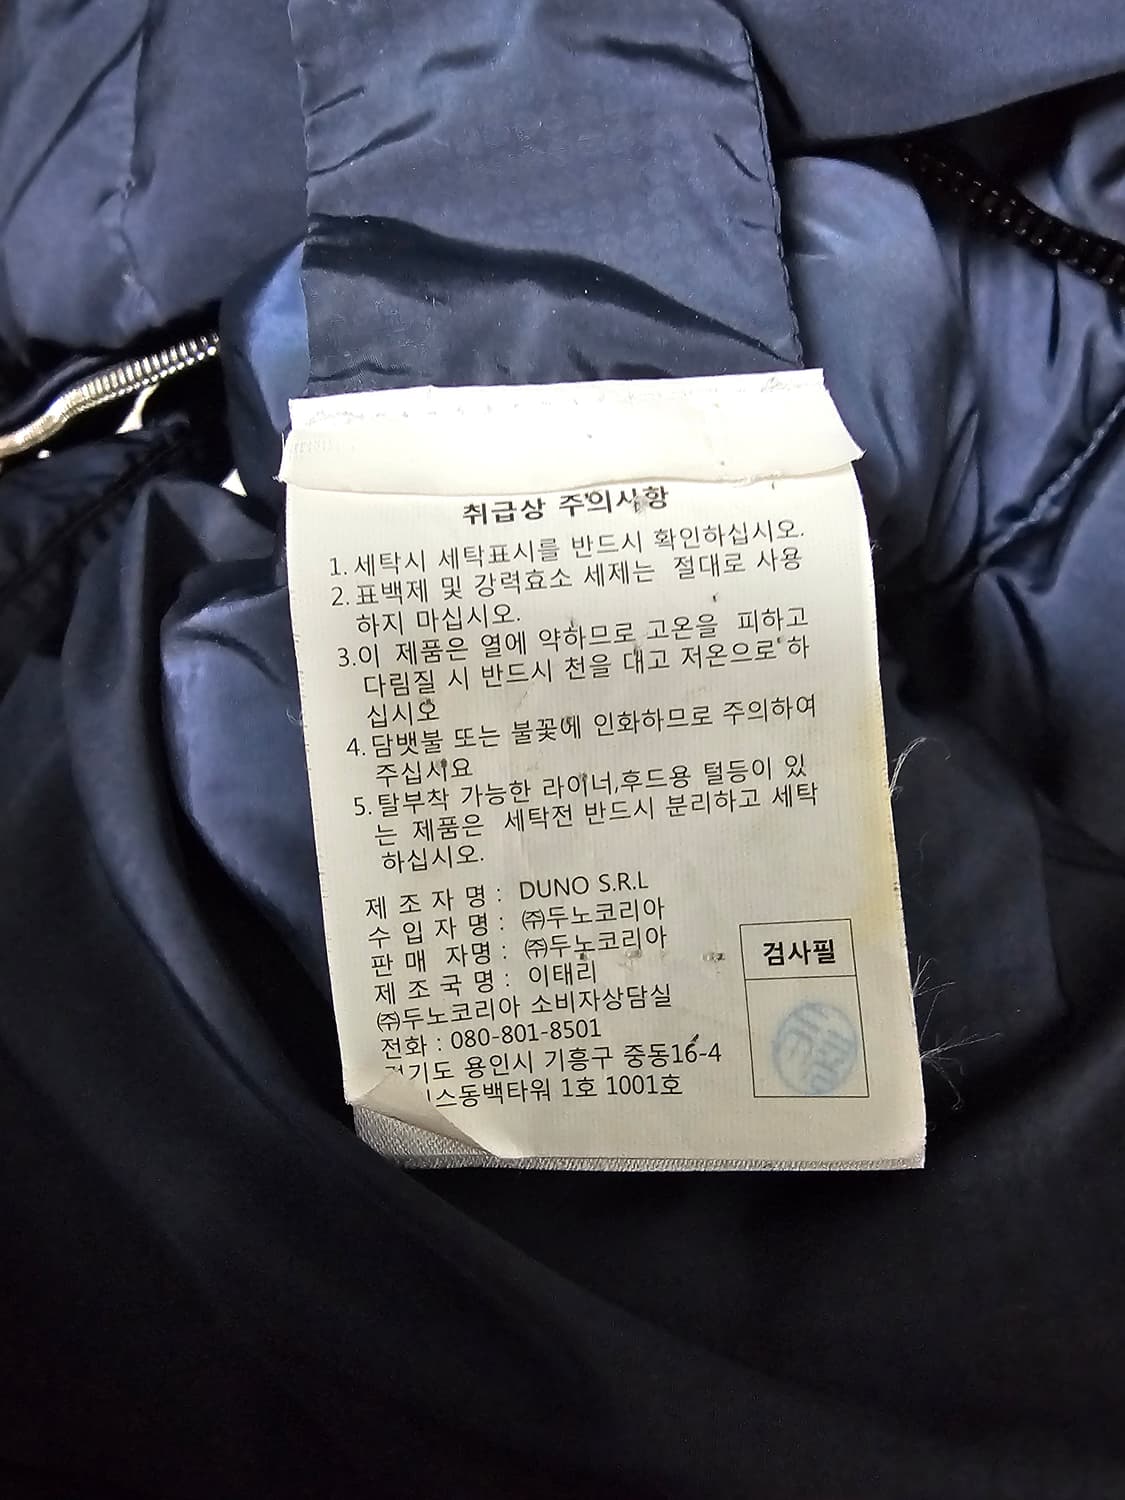 취급상 주의사항
1. 세탁시 세탁표시를 반드시 확인하십시오.
2. 표백제 및 강력효소 세제는 절대로 사용
하지 마십시오.
3.이 제품은 열에 약하므로 고온을 피하고
다림질 시 반드시 천을 대고 저온으로 하
십시오
4. 담뱃불 또는 불꽃에 인화하므로 주의하여
주십시요
5. 탈부착 가능한 라이너,후드용 털등이 있
는 제품은 세탁전 반드시 분리하고 세탁
하십시오.
제 조 자 명 : DUNO S.R.L
수 입 자 명 : ㈜두노코리아
판 매 자명 : ㈜두노코리아
제 조 국 명 : 이태리
㈜두노코리아 소비자상담실
전화 : 080-801-8501
경기도 용인시 기흥구 중동16-4
스동백타워 1호 1001호
검사필